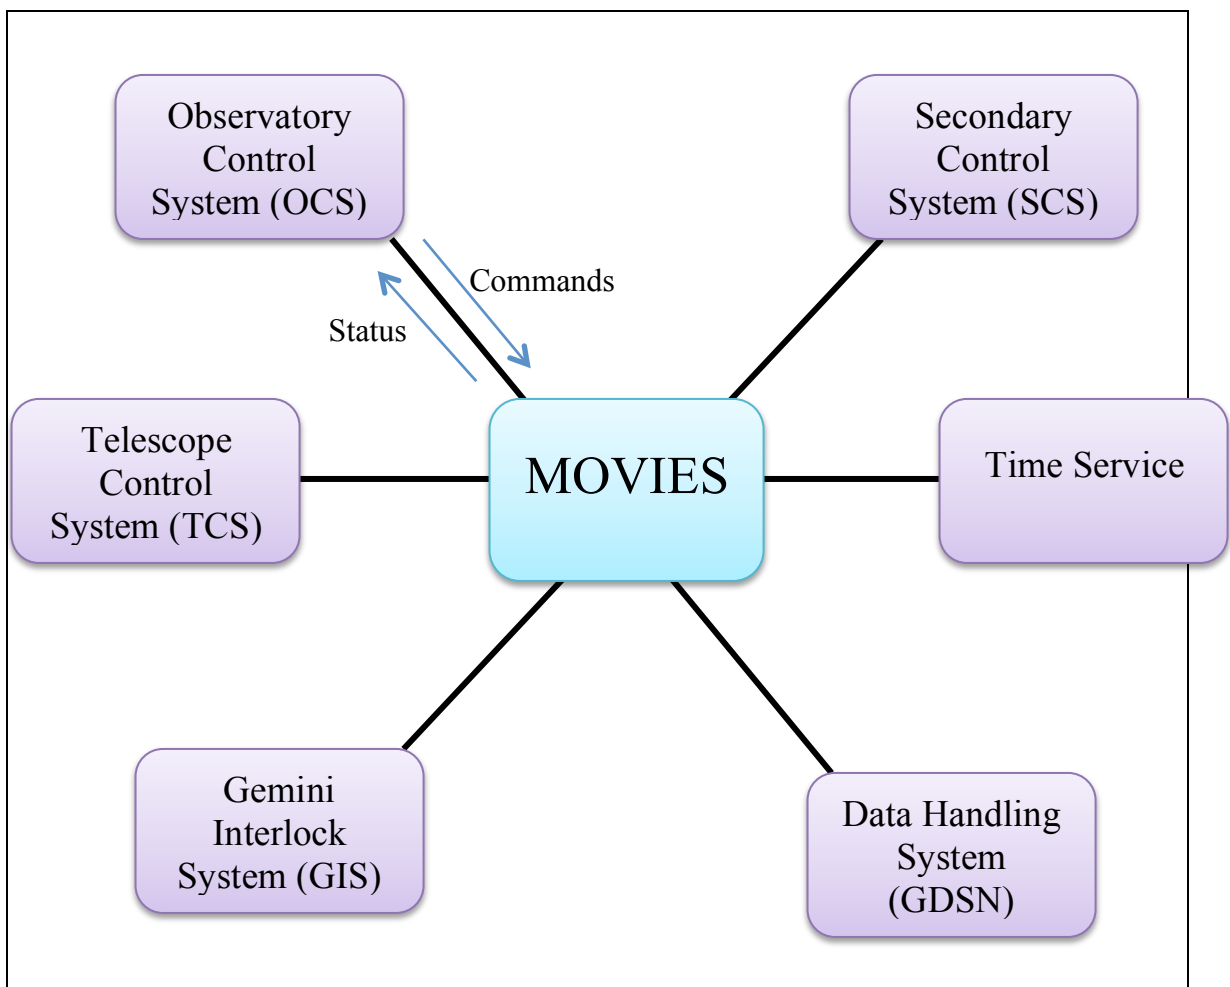 Observatory
Control
System (OCS)
Secondary
Control
System (SCS)
Commands
Status
Telescope
Control
System (TCS)
MOVIES
Time Service
Gemini
Interlock
System (GIS)
Data Handling
System
(GDSN)